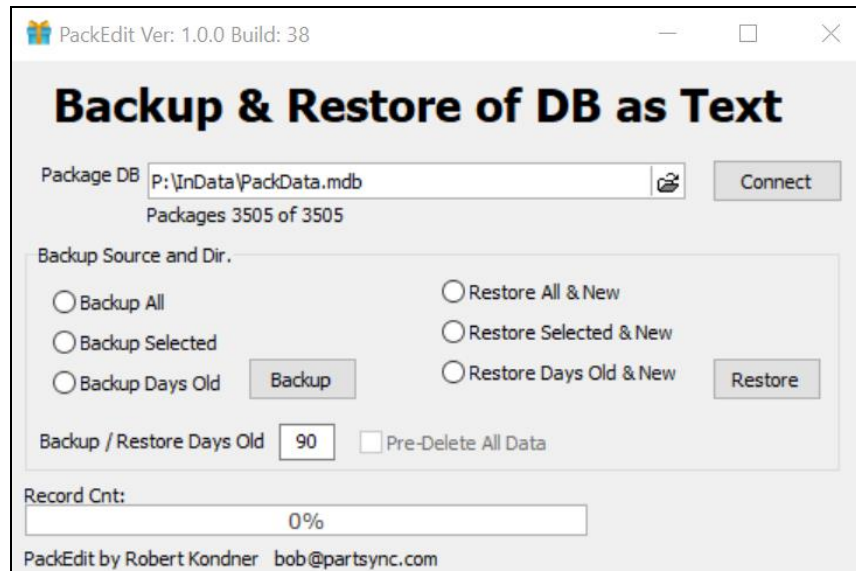 PackEdit Ver: 1.0.0 Build: 38
Backup & Restore of DB as Text
Package DB P:\InData\PackData.mdb Connect
Packages 3505 of 3505
Backup Source and Dir.
Backup All
Backup Selected
Backup Days Old Backup
Restore All & New
Restore Selected & New
Restore Days Old & New Restore
Backup / Restore Days Old 90 Pre-Delete All Data
Record Cnt:
0%
PackEdit by Robert Kondner bob@partsync.com